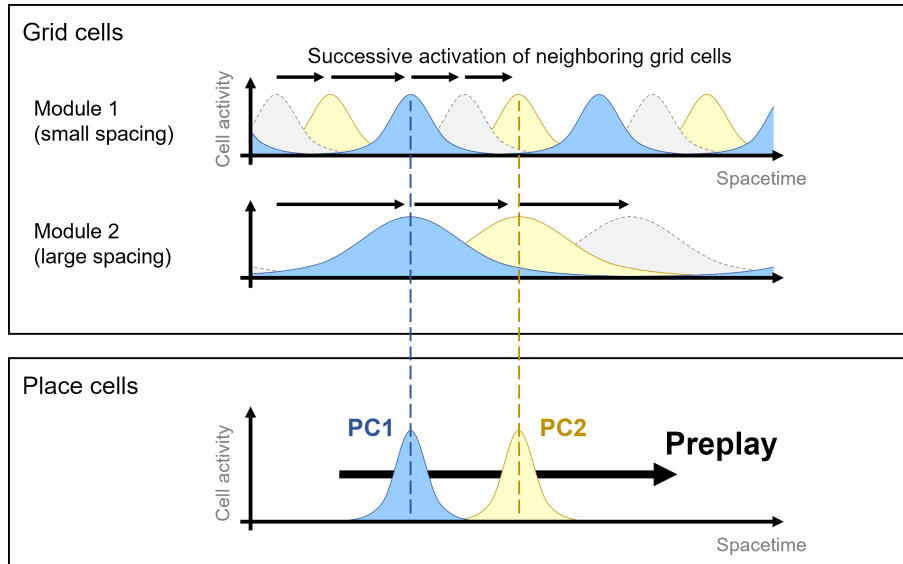 Grid cells
Successive activation of neighboring grid cells
Module 1
(small spacing)
Cell activity
Spacetime
Module 2
(large spacing)
Place cells
Cell activity
PC1
PC2
Preplay
Spacetime